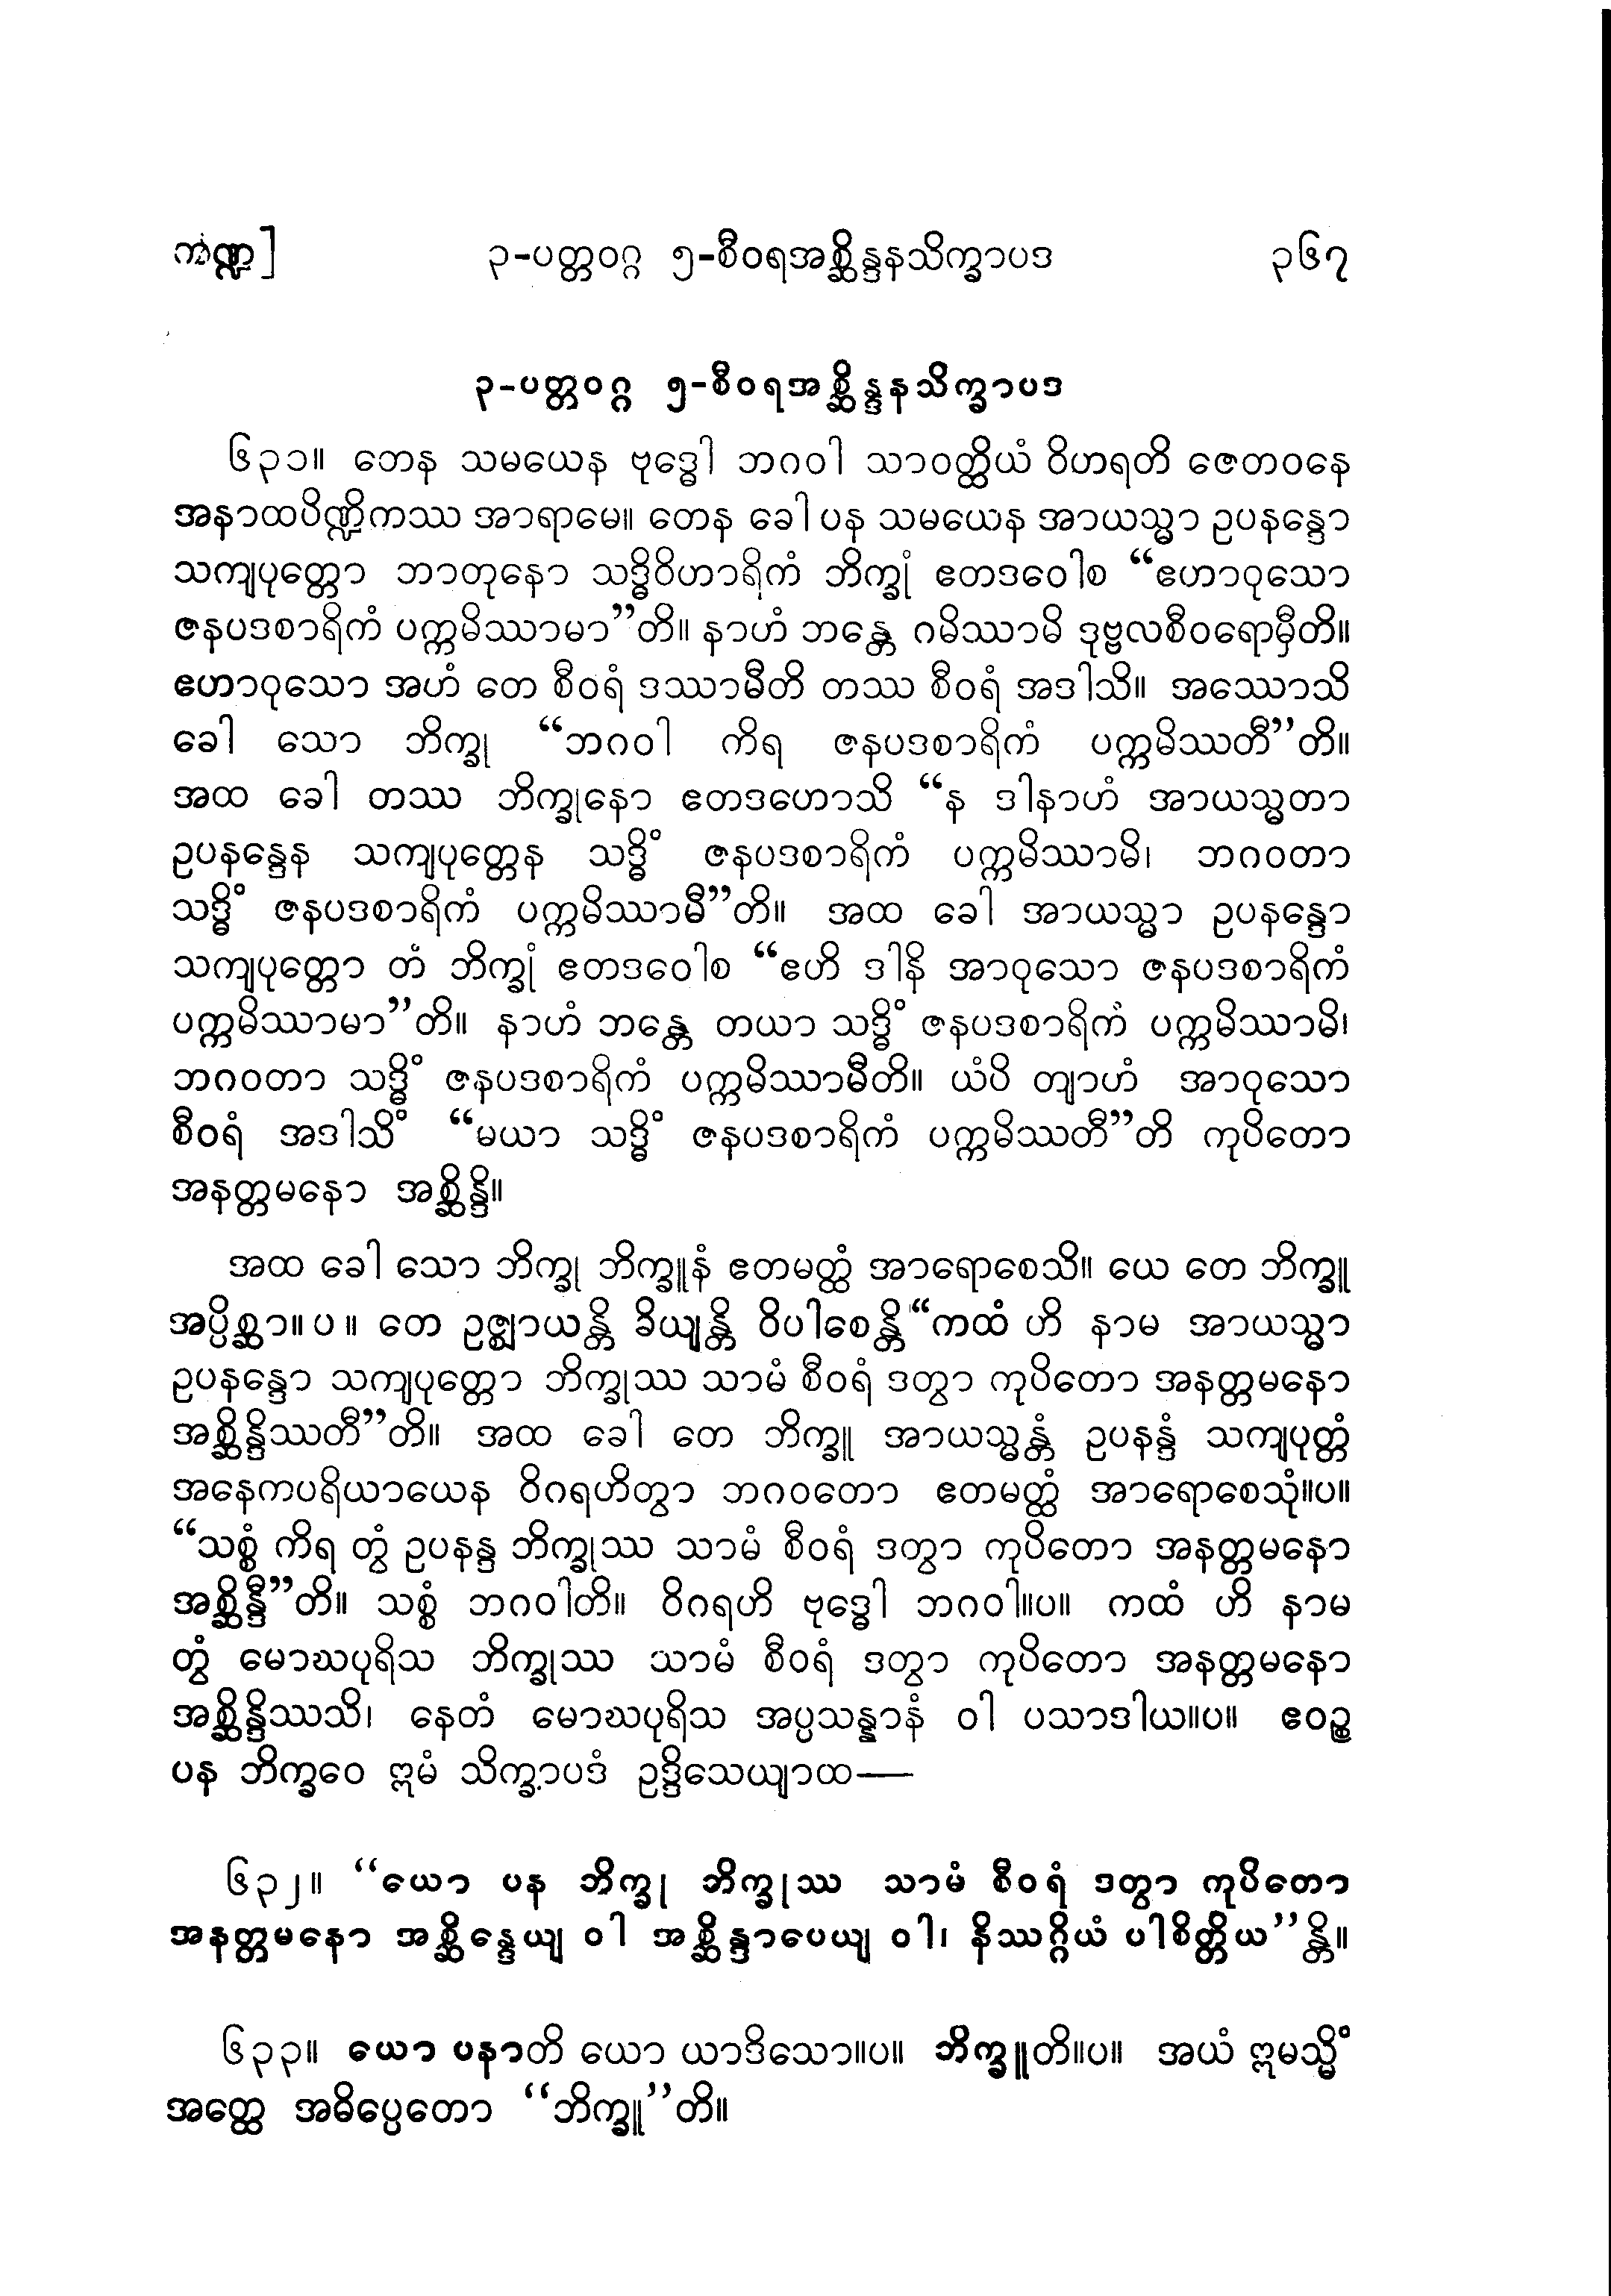 ကဏ္ဍ]	၃-ပတ္တဝဂ္ဂ ၅-စီဝရအစ္ဆိန္ဒနသိက္ခာပဒ	၃၆၇
၃-ပတ္တဝဂ္ဂ ၅-စီဝရအစ္ဆိန္ဒနသိက္ခာပဒ
၆၃၁။ တေန သမယေန ဗုဒ္ဓေါ ဘဂဝါ သာဝတ္ထိယံ ဝိဟရတိ ဇေတဝနေ
အနာထပိဏ္ဍိကဿ အာရာမေ။ တေန ခေါ ပန သမယေန အာယသ္မာ ဥပနန္ဒော
သကျပုတ္တော ဘာတုနော သဒ္ဓိဝိဟာရိကံ ဘိက္ခုံ ဧတဒဝေါစ “ဧဟာဝုသော
ဇနပဒစာရိကံ ပက္ကမိဿာမာ”တိ။ နာဟံ ဘန္တေ ဂမိဿာမိ ဒုဗ္ဗလစီဝရောမှီတိ။
ဧဟာဝုသော အဟံ တေ စီဝရံ ဒဿာမီတိ တဿ စီဝရံ အဒါသိ။ အဿောသိ
ခေါ သော ဘိက္ခု “ဘဂဝါ ကိရ ဇနပဒစာရိကံ ပက္ကမိဿတီ”တိ။
အထ ခေါ တဿ ဘိက္ခုနော ဧတဒဟောသိ “န ဒါနာဟံ အာယသ္မတာ
ဥပနန္ဒေန သကျပုတ္တေန သဒ္ဓိံ ဇနပဒစာရိကံ ပက္ကမိဿာမိ၊ ဘဂဝတာ
သဒ္ဓိံ ဇနပဒစာရိကံ ပက္ကမိဿာမီ”တိ။ အထ ခေါ အာယသ္မာ ဥပနန္ဒော
သကျပုတ္တော တံ ဘိက္ခုံ ဧတဒဝေါစ “ဧဟိ ဒါနိ အာဝုသော ဇနပဒစာရိကံ
ပက္ကမိဿာမာ”တိ။ နာဟံ ဘန္တေ တယာ သဒ္ဓိံ ဇနပဒစာရိကံ ပက္ကမိဿာမိ၊
ဘဂဝတာ သဒ္ဓိံ ဇနပဒစာရိကံ ပက္ကမိဿာမီတိ။ ယံပိ တျာဟံ အာဝုသော
စီဝရံ အဒါသိံ “မယာ သဒ္ဓိံ ဇနပဒစာရိကံ ပက္ကမိဿတီ”တိ ကုပိတော
အနတ္တမနော အစ္ဆိန္ဒိ။
အထ ခေါ သော ဘိက္ခု ဘိက္ခူနံ ဧတမတ္ထံ အာရောစေသိ။ ယေ တေ ဘိက္ခူ
အပ္ပိစ္ဆာ။ ပ ။ တေ ဥဇ္ဈာယန္တိ ခိယျန္တိ ဝိပါစေန္တိ “ကထံ ဟိ နာမ အာယသ္မာ
ဥပနန္ဒော သကျပုတ္တော ဘိက္ခုဿ သာမံ စီဝရံ ဒတွာ ကုပိတော အနတ္တမနော
အစ္ဆိန္ဒိဿတီ”တိ။ အထ ခေါ တေ ဘိက္ခူ အာယသ္မန္တံ ဥပနန္ဒံ သကျပုတ္တံ
အနေကပရိယာယေန ဝိဂရဟိတွာ ဘဂဝတော ဧတမတ္ထံ အာရောစေသုံ။ပ။
“သစ္စံ ကိရ တွံ ဥပနန္ဒ ဘိက္ခုဿ သာမံ စီဝရံ ဒတွာ ကုပိတော အနတ္တမနော
အစ္ဆိန္ဒီ”တိ။ သစ္စံ ဘဂဝါတိ။ ဝိဂရဟိ ဗုဒ္ဓေါ ဘဂဝါ။ပ။ ကထံ ဟိ နာမ
တွံ မောဃပုရိသ ဘိက္ခုဿ သာမံ စီဝရံ ဒတွာ ကုပိတော အနတ္တမနော
အစ္ဆိန္ဒိဿသိ၊ နေတံ မောဃပုရိသ အပ္ပသန္နာနံ ဝါ ပသာဒါယ။ပ။ ဧဝဉ္စ
ပန ဘိက္ခဝေ ဣမံ သိက္ခာပဒံ ဥဒ္ဒိသေယျာထ—
၆၃၂။ “ယော ပန ဘိက္ခု ဘိက္ခုဿ သာမံ စီဝရံ ဒတွာ ကုပိတော
အနတ္တမနော အစ္ဆိန္ဒေယျ ဝါ အစ္ဆိန္ဒာပေယျ ဝါ၊ နိဿဂ္ဂိယံ ပါစိတ္တိယ”န္တိ။
၆၃၃။ ယော ပနာတိ ယော ယာဒိသော။ပ။ ဘိက္ခူတိ။ပ။ အယံ ဣမသ္မိံ
အတ္ထေ အဓိပ္ပေတော “ဘိက္ခူ”တိ။